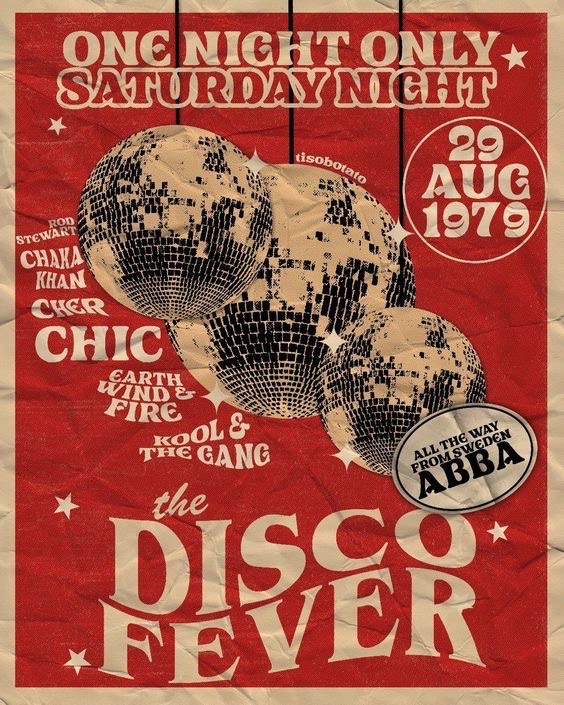 ONE NIGHT ONLY
SATURDAY NIGHT
29
AUG
1979
tisobotato
ROD
STEWART
CHAKA
KHAN
CHER
CHIC
EARTH
WIND &
FIRE
KOOL &
THE GANG
ALL THE WAY
FROM SWEDEN
ABBA
the
DISCO
FEVER